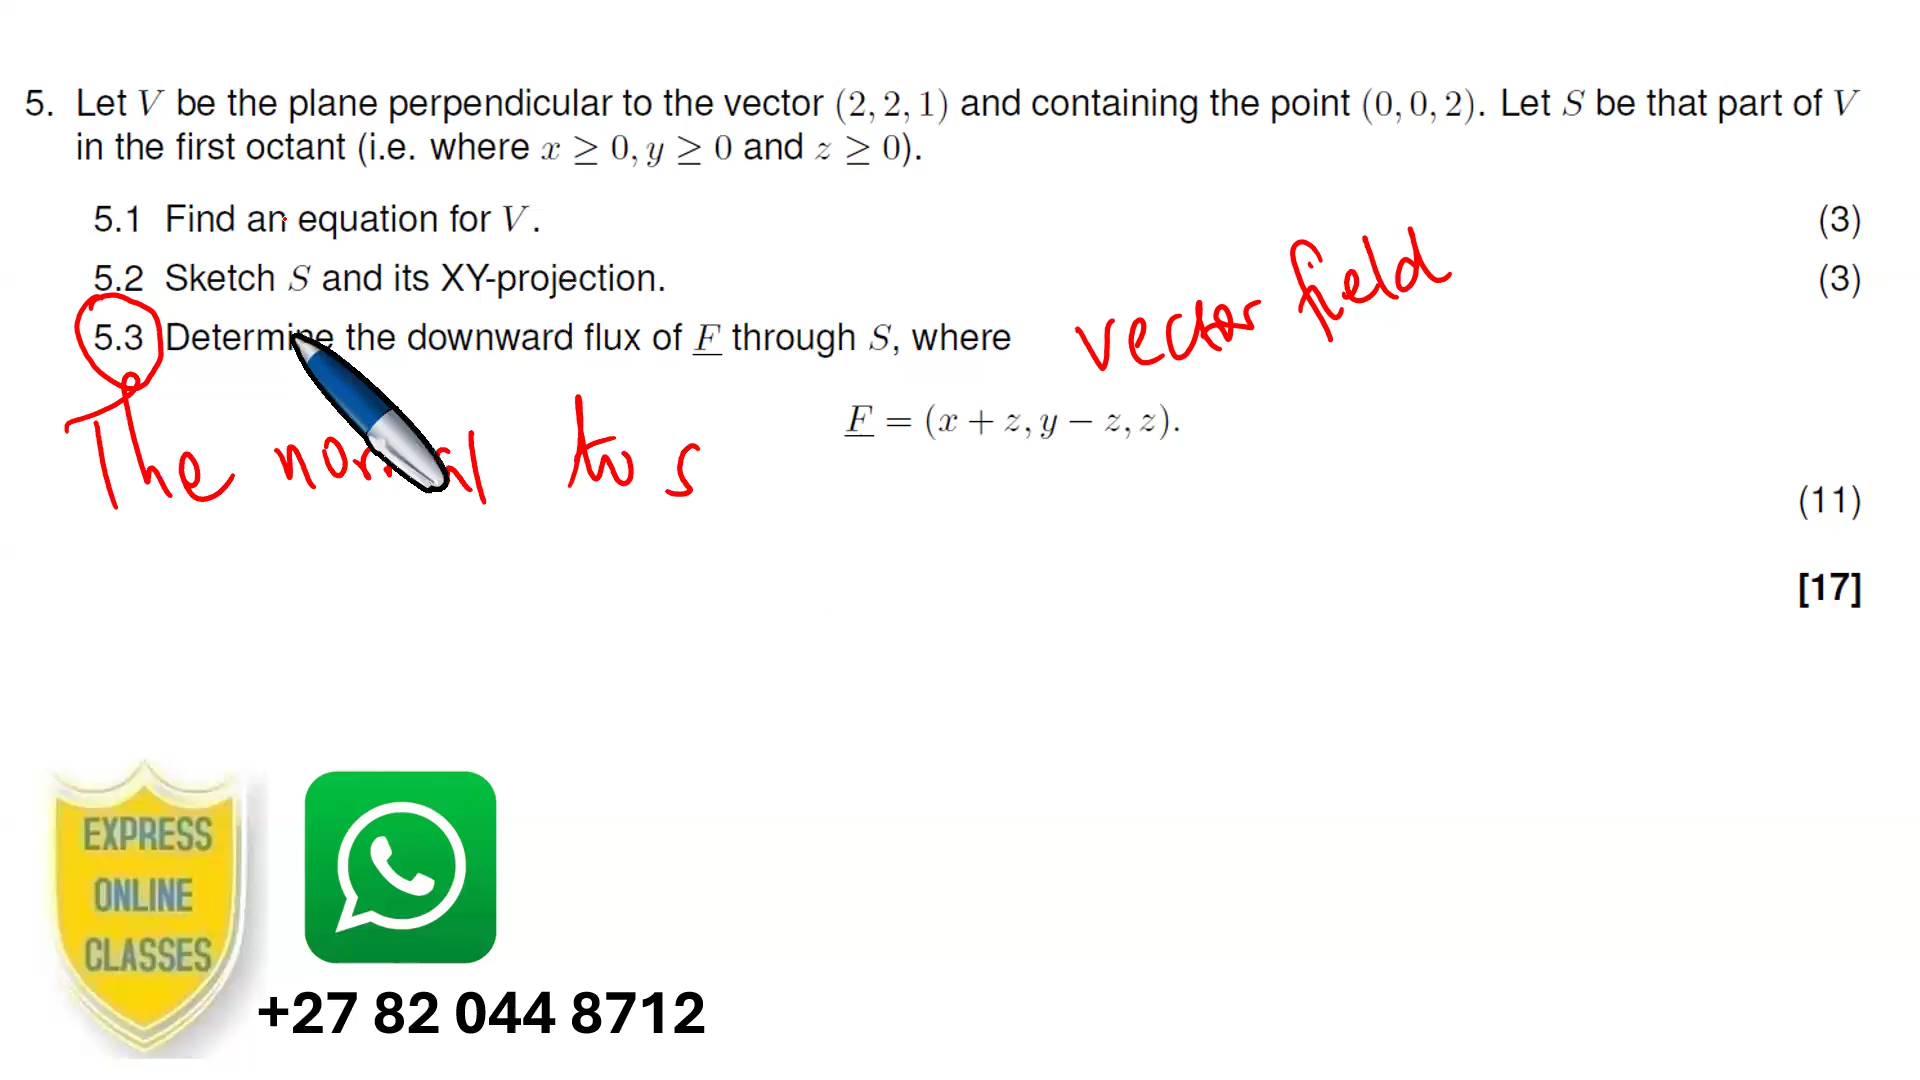 5. Let V be the plane perpendicular to the vector (2, 2, 1) and containing the point (0, 0, 2). Let S be that part of V
in the first octant (i.e. where x ≥ 0, y ≥ 0 and z ≥ 0).
5.1 Find an equation for V. (3)
5.2 Sketch S and its XY-projection. (3)
vector field
5.3 Determine the downward flux of F through S, where
F = (x + z, y − z, z).
The normal to S
(11)
[17]
EXPRESS
ONLINE
CLASSES
+27 82 044 8712